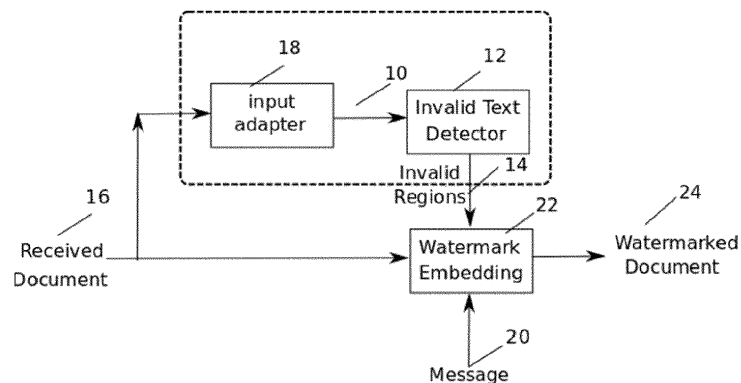 18
input
adapter
10
12
Invalid Text
Detector
Invalid
Regions
14
16
Received
Document
22
Watermark
Embedding
24
Watermarked
Document
20
Message